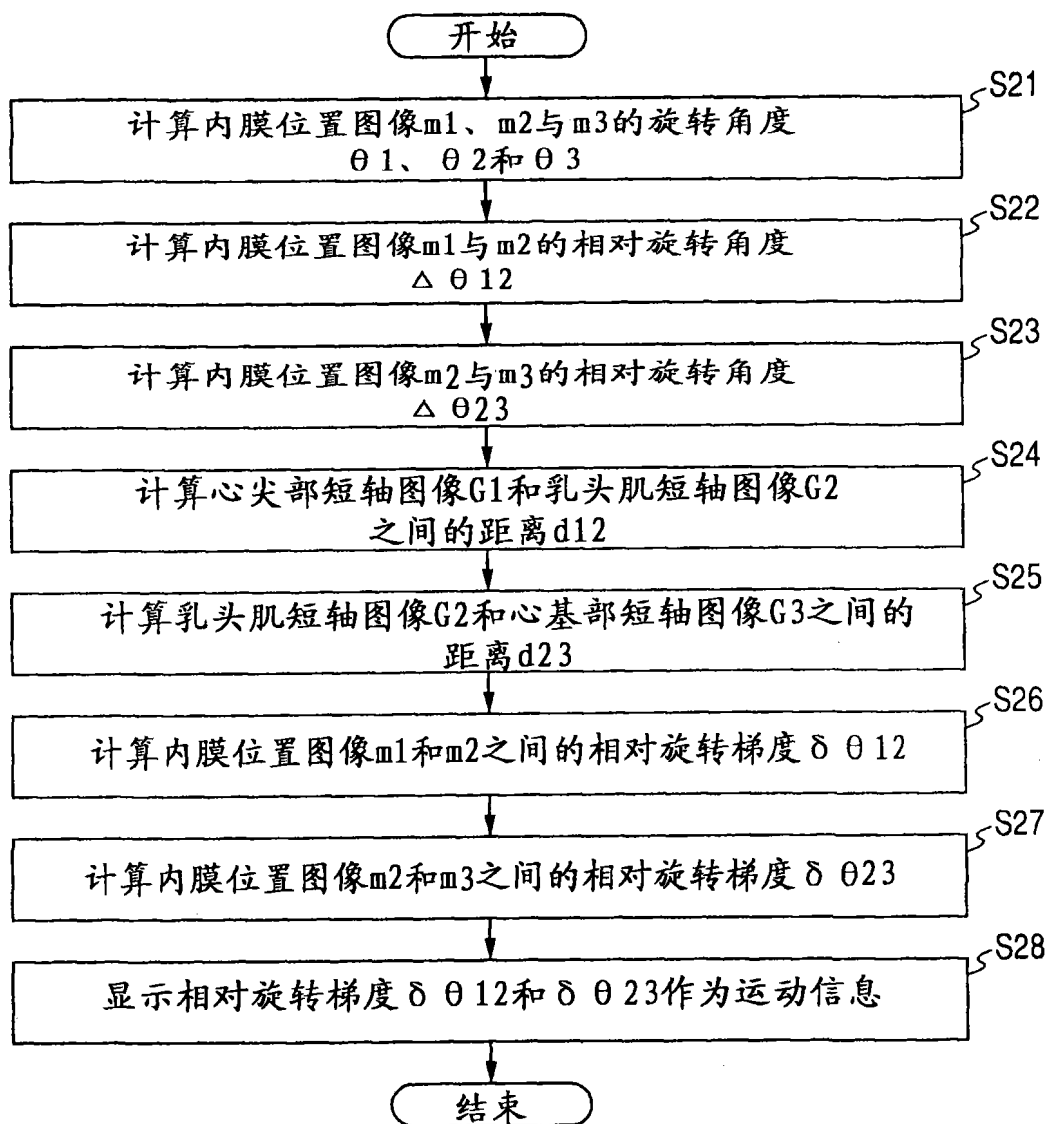 开始
S21
计算内膜位置图像m1、m2与m3的旋转角度
θ1、θ2和θ3
S22
计算内膜位置图像m1与m2的相对旋转角度
△θ12
S23
计算内膜位置图像m2与m3的相对旋转角度
△θ23
S24
计算心尖部短轴图像G1和乳头肌短轴图像G2
之间的距离d12
S25
计算乳头肌短轴图像G2和心基部短轴图像G3之间的
距离d23
S26
计算内膜位置图像m1和m2之间的相对旋转梯度δθ12
S27
计算内膜位置图像m2和m3之间的相对旋转梯度δθ23
S28
显示相对旋转梯度δθ12和δθ23作为运动信息
结束